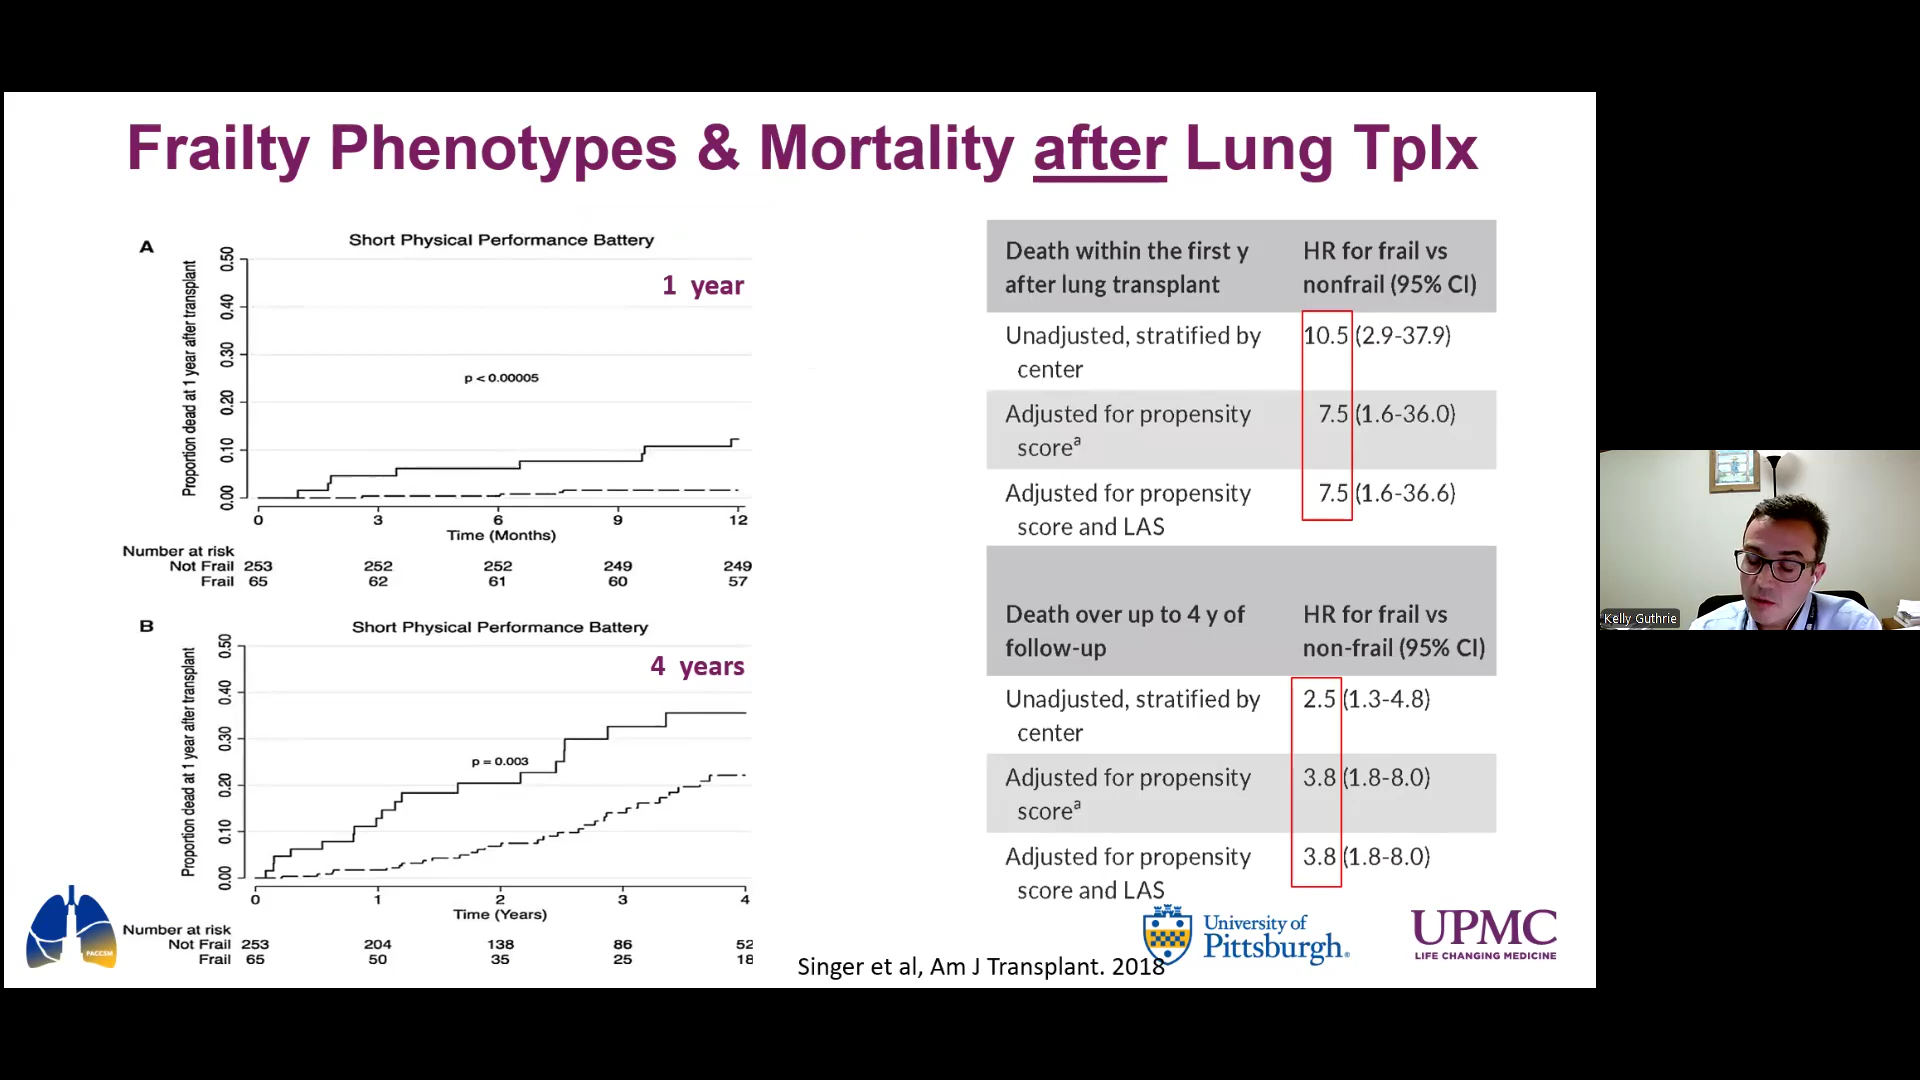 Frailty Phenotypes & Mortality after Lung Tplx
A
Short Physical Performance Battery
1 year
Proportion dead at 1 year after transplant
0.50
0.40
0.30
0.20
0.10
0.00
p < 0.00005
0 3 6 9 12
Time (Months)
Number at risk
Not Frail 253 252 252 249 249
Frail 65 62 61 60 57
B
Short Physical Performance Battery
4 years
Proportion dead at 1 year after transplant
0.50
0.40
0.30
0.20
0.10
0.00
p = 0.003
0 1 2 3 4
Time (Years)
Number at risk
Not Frail 253 204 138 86 52
Frail 65 50 35 25 18
Death within the first y HR for frail vs
after lung transplant nonfrail (95% CI)
Unadjusted, stratified by 10.5 (2.9-37.9)
center
Adjusted for propensity 7.5 (1.6-36.0)
scoreᵃ
Adjusted for propensity 7.5 (1.6-36.6)
score and LAS
Death over up to 4 y of HR for frail vs
follow-up non-frail (95% CI)
Unadjusted, stratified by 2.5 (1.3-4.8)
center
Adjusted for propensity 3.8 (1.8-8.0)
scoreᵃ
Adjusted for propensity 3.8 (1.8-8.0)
score and LAS
PACCSM
Singer et al, Am J Transplant. 2018
University of
Pittsburgh.
UPMC
LIFE CHANGING MEDICINE
Kelly Guthrie